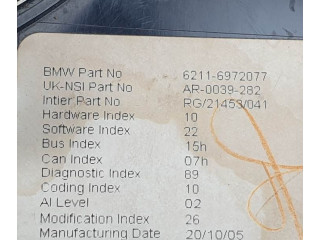 BMW Part No 6211-6972077
UK-NSI Part No AR-0039-282
Intier Part No RG/21453/041
Hardware Index 10
Software Index 22
Bus Index 15h
Can Index 07h
Diagnostic Index 89
Coding Index 10
AI Level 02
Modification Index 26
Manufacturing Date 20/10/05